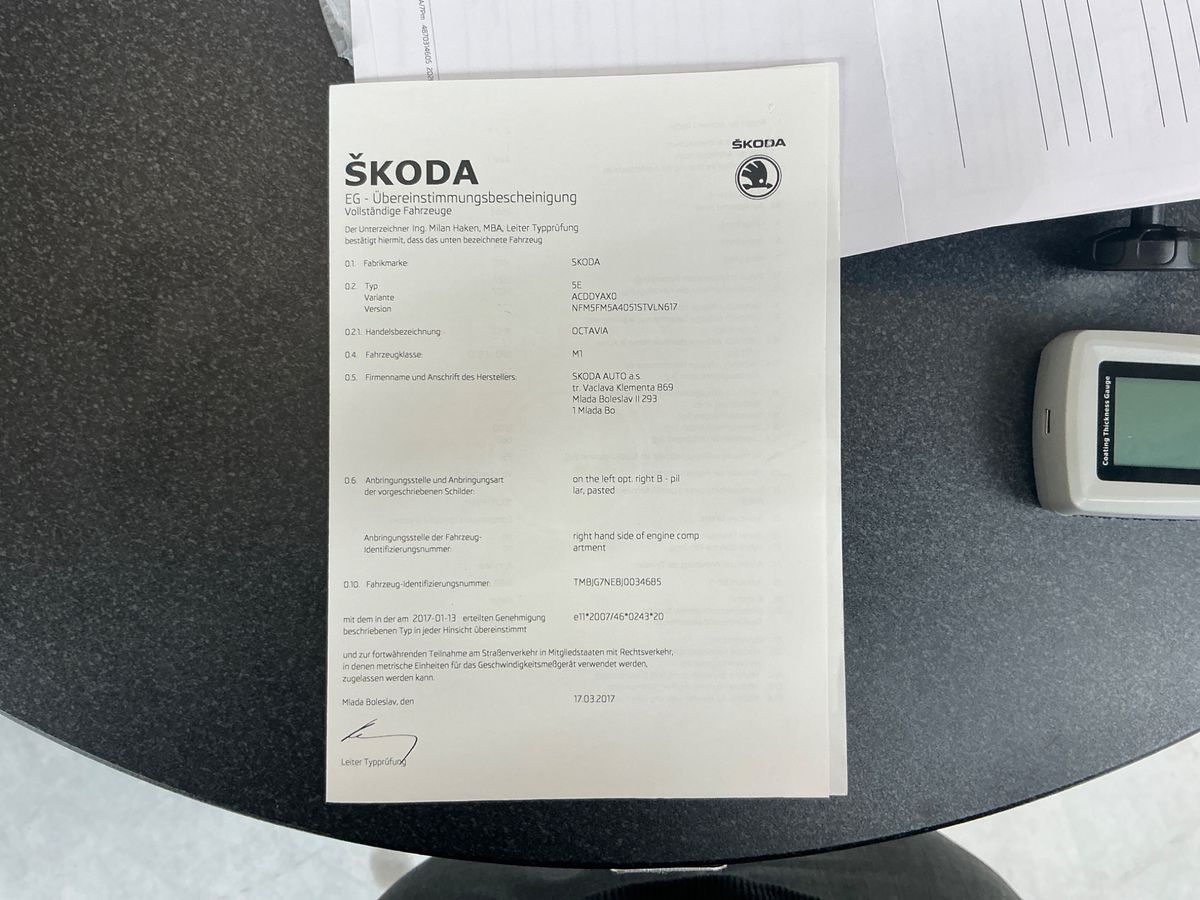 A/7Pm 4870314605
ŠKODA
ŠKODA
EG - Übereinstimmungsbescheinigung
Vollständige Fahrzeuge
Der Unterzeichner Ing. Milan Haken, MBA, Leiter Typprüfung
bestätigt hiermit, dass das unten bezeichnete Fahrzeug
0.1. Fabrikmarke: SKODA
0.2. Typ 5E
Variante ACDDYAX0
Version NFM5FM5A4051STVLN617
0.2.1. Handelsbezeichnung: OCTAVIA
0.4. Fahrzeugklasse: M1
0.5. Firmenname und Anschrift des Herstellers: SKODA AUTO a.s.
tr. Vaclava Klementa 869
Mlada Boleslav II 293
1 Mlada Bo
0.6. Anbringungsstelle und Anbringungsart on the left opt. right B - pil
der vorgeschriebenen Schilder: lar, pasted
Anbringungsstelle der Fahrzeug- right hand side of engine comp
Identifizierungsnummer: artment
0.10. Fahrzeug-Identifizierungsnummer: TMBJG7NE8J0034685
mit dem in der am 2017-01-13 erteilten Genehmigung e11*2007/46*0243*20
beschriebenen Typ in jeder Hinsicht übereinstimmt
und zur fortwährenden Teilnahme am Straßenverkehr in Mitgliedstaaten mit Rechtsverkehr,
in denen metrische Einheiten für das Geschwindigkeitsmeßgerät verwendet werden,
zugelassen werden kann.
Mlada Boleslav, den 17.03.2017
Leiter Typprüfung
Coating Thickness Gauge